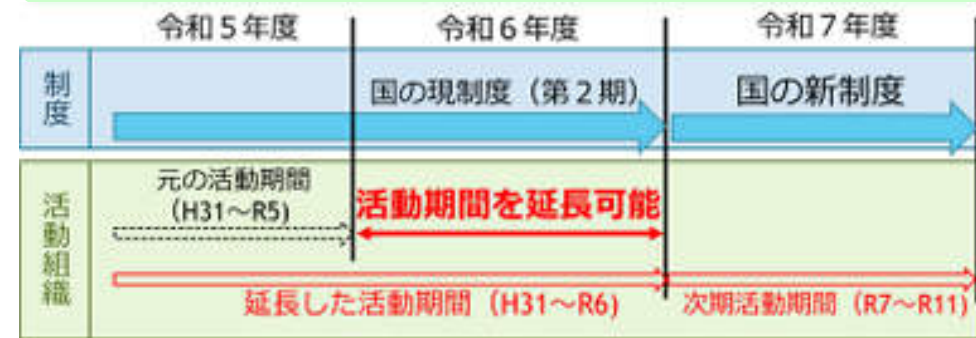 令和５年度 令和６年度 令和７年度
制度
国の現制度（第２期） 国の新制度
活動組織
元の活動期間
（H31～R5）
活動期間を延長可能
延長した活動期間（H31～R6） 次期活動期間（R7～R11）